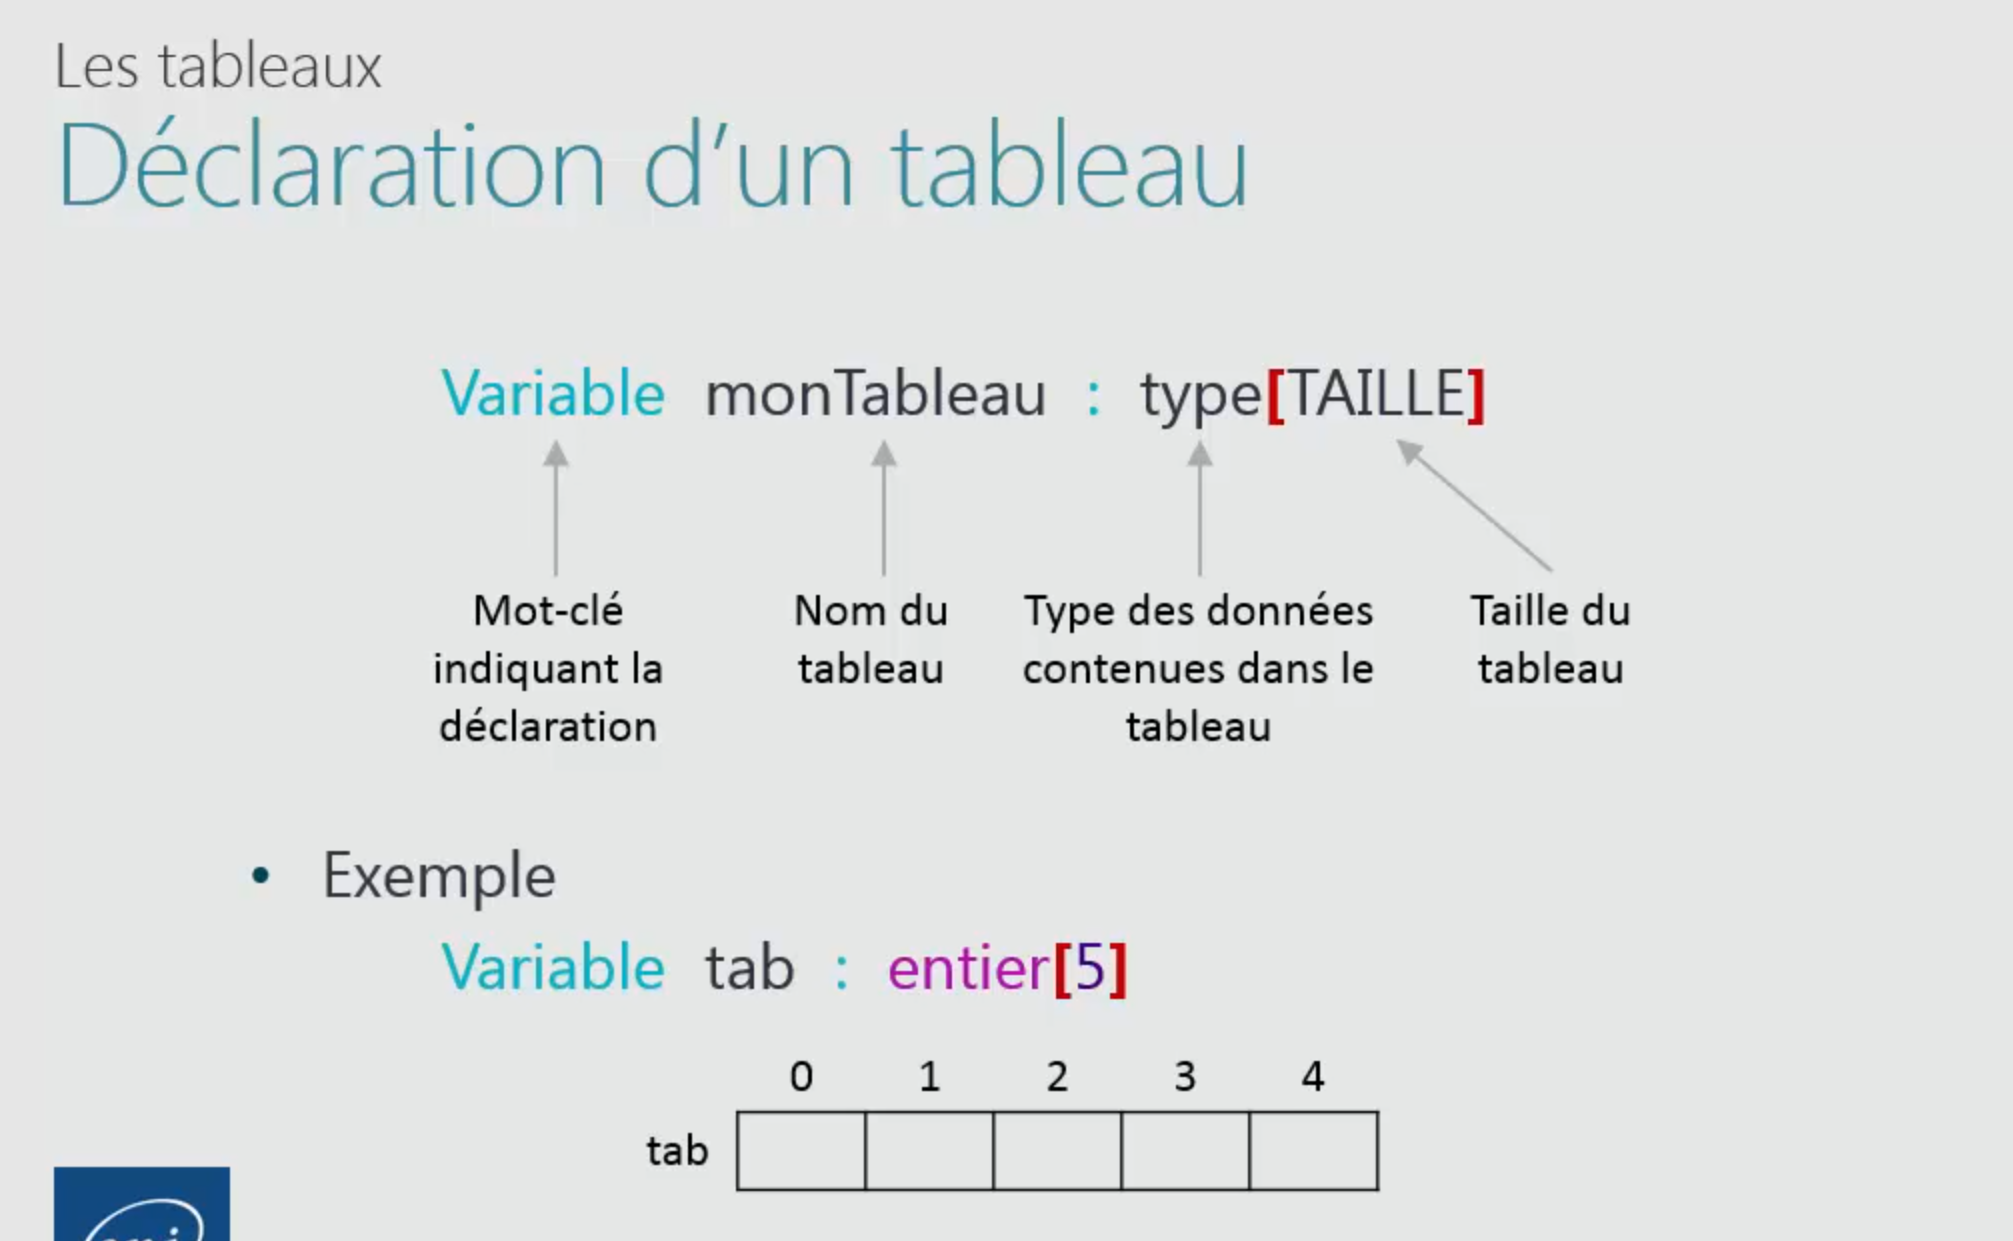 Les tableaux
Déclaration d'un tableau
Variable monTableau : type[TAILLE]
Mot-clé
indiquant la
déclaration
Nom du
tableau
Type des données
contenues dans le
tableau
Taille du
tableau
• Exemple
Variable tab : entier[5]
0 1 2 3 4
tab